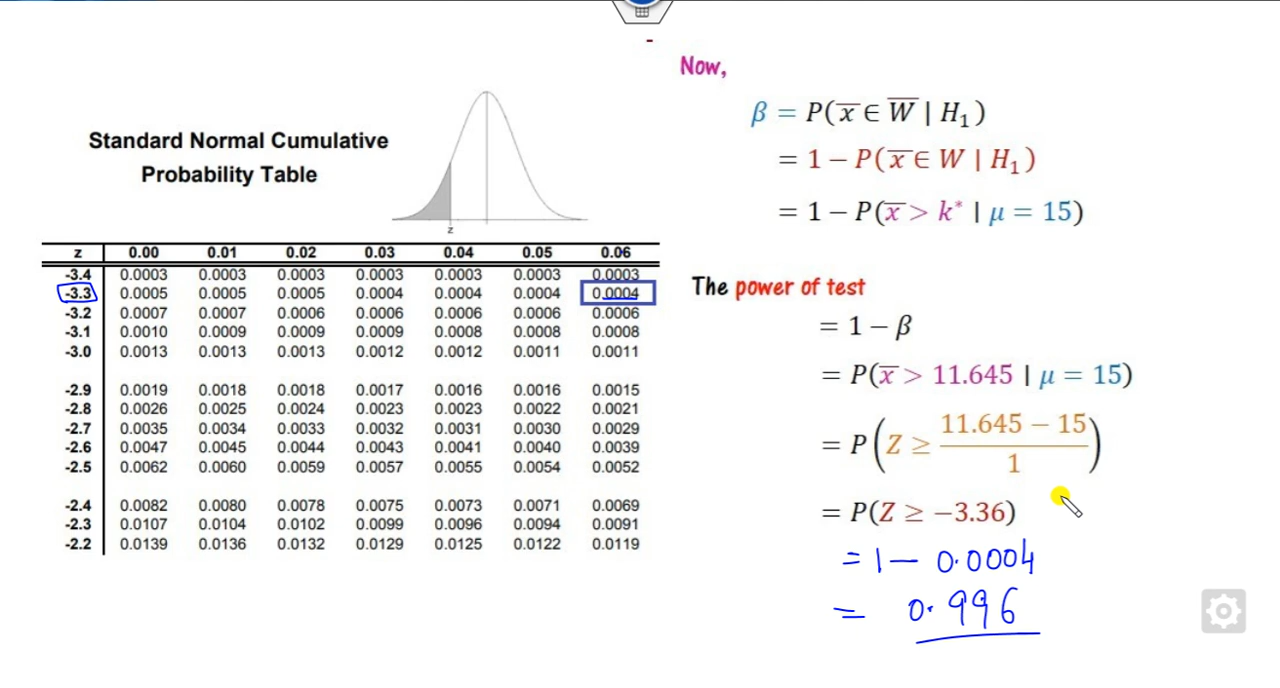 Standard Normal Cumulative
Probability Table
z
z 0.00 0.01 0.02 0.03 0.04 0.05 0.06
-3.4 0.0003 0.0003 0.0003 0.0003 0.0003 0.0003 0.0003
-3.3 0.0005 0.0005 0.0005 0.0004 0.0004 0.0004 0.0004
-3.2 0.0007 0.0007 0.0006 0.0006 0.0006 0.0006 0.0006
-3.1 0.0010 0.0009 0.0009 0.0009 0.0008 0.0008 0.0008
-3.0 0.0013 0.0013 0.0013 0.0012 0.0012 0.0011 0.0011
-2.9 0.0019 0.0018 0.0018 0.0017 0.0016 0.0016 0.0015
-2.8 0.0026 0.0025 0.0024 0.0023 0.0023 0.0022 0.0021
-2.7 0.0035 0.0034 0.0033 0.0032 0.0031 0.0030 0.0029
-2.6 0.0047 0.0045 0.0044 0.0043 0.0041 0.0040 0.0039
-2.5 0.0062 0.0060 0.0059 0.0057 0.0055 0.0054 0.0052
-2.4 0.0082 0.0080 0.0078 0.0075 0.0073 0.0071 0.0069
-2.3 0.0107 0.0104 0.0102 0.0099 0.0096 0.0094 0.0091
-2.2 0.0139 0.0136 0.0132 0.0129 0.0125 0.0122 0.0119
Now,
β = P(x̅ ∈ W̅ | H₁)
= 1 − P(x̅ ∈ W | H₁)
= 1 − P(x̅ > k* | μ = 15)
The power of test
= 1 − β
= P(x̅ > 11.645 | μ = 15)
= P(Z ≥ (11.645 − 15)/1)
= P(Z ≥ −3.36)
= 1 − 0.0004
= 0.996